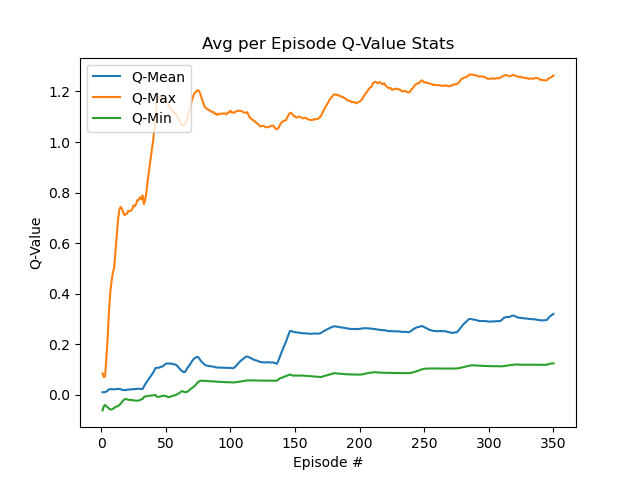 Avg per Episode Q-Value Stats
Q-Mean
Q-Max
Q-Min
Q-Value
1.2
1.0
0.8
0.6
0.4
0.2
0.0
0 50 100 150 200 250 300 350
Episode #